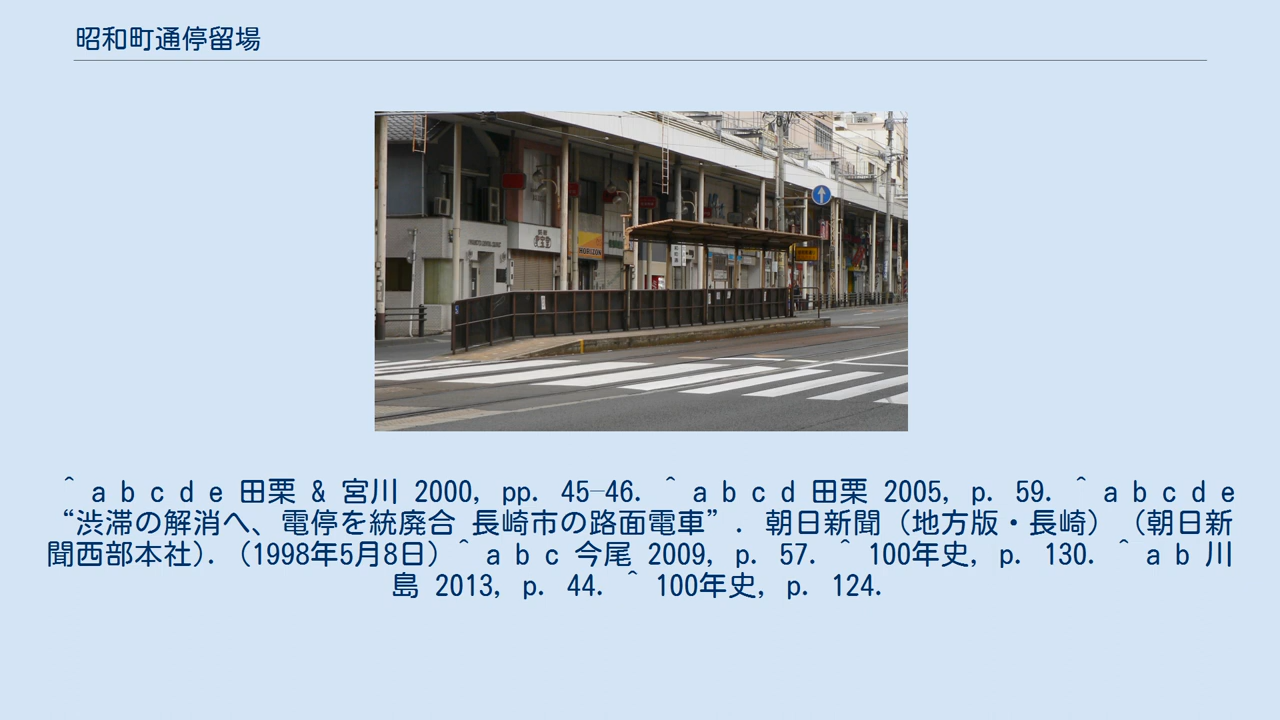 昭和町通停留場
HORIZON
^ a b c d e 田栗 & 宮川 2000, pp. 45–46. ^ a b c d 田栗 2005, p. 59. ^ a b c d e
“渋滞の解消へ、電停を統廃合 長崎市の路面電車”. 朝日新聞（地方版・長崎）（朝日新
聞西部本社）. （1998年5月8日） ^ a b c 今尾 2009, p. 57. ^ 100年史, p. 130. ^ a b 川
島 2013, p. 44. ^ 100年史, p. 124.